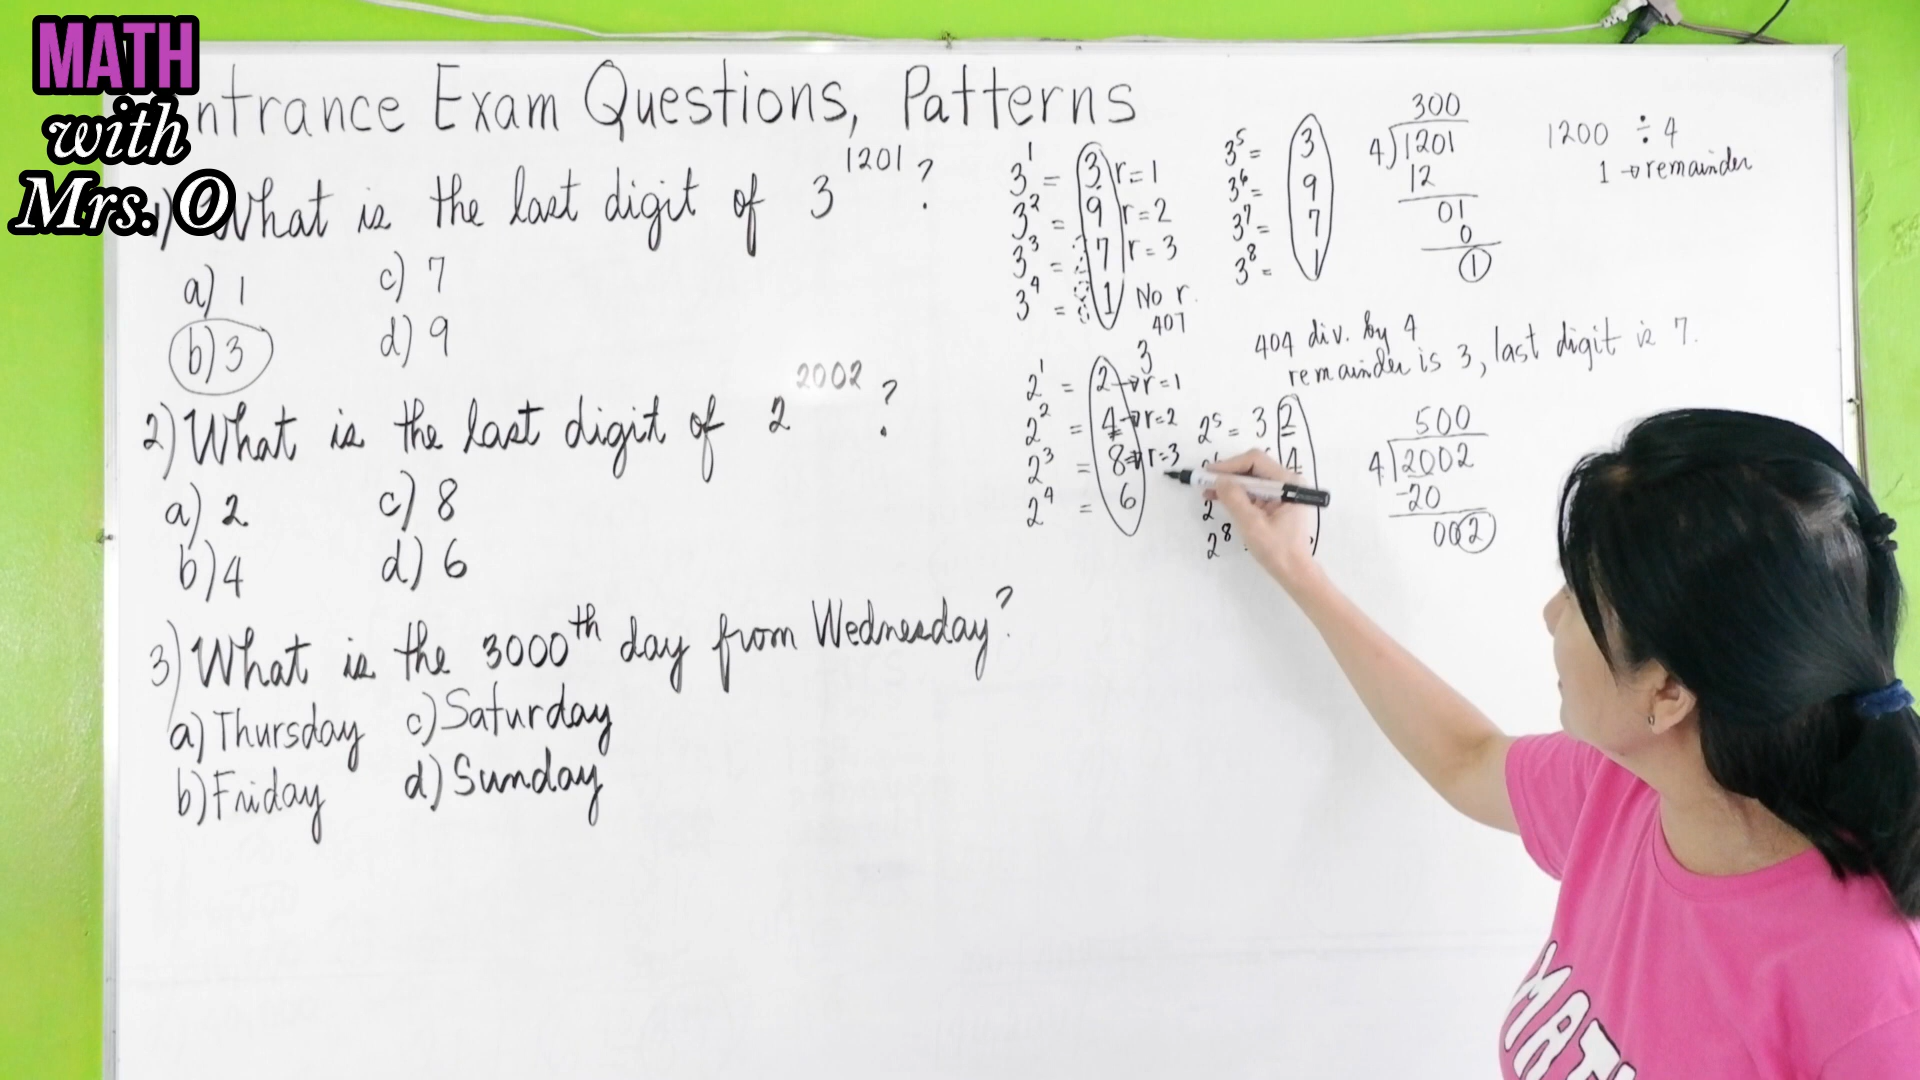 MATH
with
Mrs. O
Entrance Exam Questions, Patterns
1) What is the last digit of 3^1201 ?
a) 1 c) 7
b) 3 d) 9
2) What is the last digit of 2^2002 ?
a) 2 c) 8
b) 4 d) 6
3) What is the 3000th day from Wednesday?
a) Thursday c) Saturday
b) Friday d) Sunday
3^1 = 3 r = 1
3^2 = 9 r = 2
3^3 = 7 r = 3
3^4 = 1 No r.
3^5 = 3
3^6 = 9
3^7 = 7
3^8 = 1
300
4)1201
12
01
0
1
1200 ÷ 4
1 → remainder
3^407
404 div. by 4
remainder is 3, last digit is 7.
2^1 = 2 → r = 1
2^2 = 4 → r = 2
2^3 = 8 → r = 3
2^4 = 6
2^5 = 32
4
2
2^8
500
4)2002
-20
002
MAT